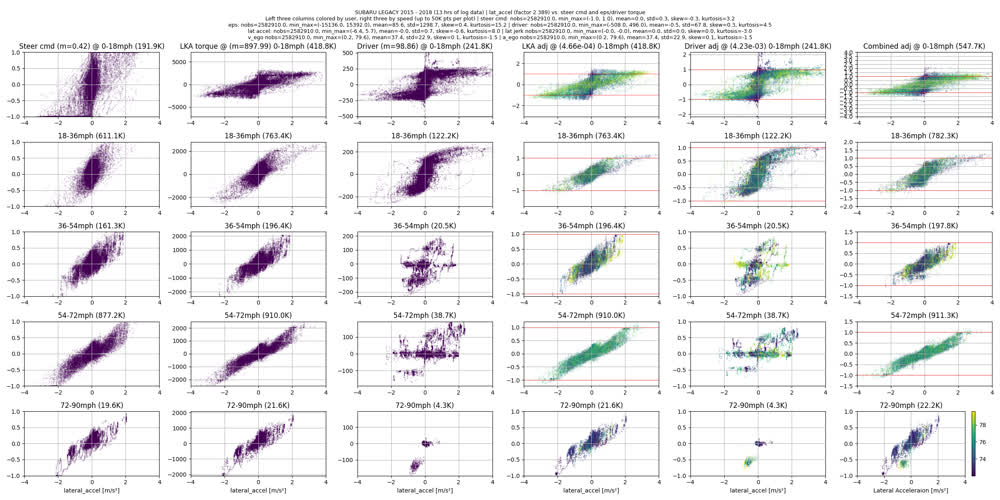 SUBARU LEGACY 2015 - 2018 (13 hrs of log data) | lat_accel (factor 2.389) vs. steer cmd and eps/driver torque
Left three columns colored by user, right three by speed (up to 50K pts per plot) | steer cmd nobs=2582910.0, min_max=(-1.0, 1.0), mean=0.0, std=0.3, skew=-0.3, kurtosis=3.2
eps: nobs=2582910.0, min_max=(-15136.0, 15392.0), mean=85.6, std=1298.7, skew=0.4, kurtosis=15.2 | driver: nobs=2582910.0, min_max=(-508.0, 496.0), mean=-0.5, std=67.8, skew=0.3, kurtosis=4.5
lat accel: nobs=2582910.0, min_max=(-6.4, 5.7), mean=-0.0, std=0.7, skew=-0.6, kurtosis=8.0 | lat jerk nobs=2582910.0, min_max=(-0.0, -0.0), mean=0.0, std=0.0, skew=0.0, kurtosis=-3.0
v_ego nobs=2582910.0, min_max=(0.2, 79.6), mean=37.4, std=22.9, skew=0.1, kurtosis=-1.5 | a_ego nobs=2582910.0, min_max=(0.2, 79.6), mean=37.4, std=22.9, skew=0.1, kurtosis=-1.5
Steer cmd (m=0.42) @ 0-18mph (191.9K)
LKA torque @ (m=897.99) 0-18mph (418.8K)
Driver (m=98.86) @ 0-18mph (241.8K)
LKA adj @ (4.66e-04) 0-18mph (418.8K)
Driver adj @ (4.23e-03) 0-18mph (241.8K)
Combined adj @ 0-18mph (547.7K)
18-36mph (611.1K)
18-36mph (763.4K)
18-36mph (122.2K)
18-36mph (763.4K)
18-36mph (122.2K)
18-36mph (782.3K)
36-54mph (161.3K)
36-54mph (196.4K)
36-54mph (20.5K)
36-54mph (196.4K)
36-54mph (20.5K)
36-54mph (197.8K)
54-72mph (877.2K)
54-72mph (910.0K)
54-72mph (38.7K)
54-72mph (910.0K)
54-72mph (38.7K)
54-72mph (911.3K)
72-90mph (19.6K)
72-90mph (21.6K)
72-90mph (4.3K)
72-90mph (21.6K)
72-90mph (4.3K)
72-90mph (22.2K)
78
76
74
lateral_accel [m/s²]
lateral_accel [m/s²]
lateral_accel [m/s²]
Lateral Acceleraion [m/s²]
Lateral Acceleraion [m/s²]
Lateral Acceleraion [m/s²]